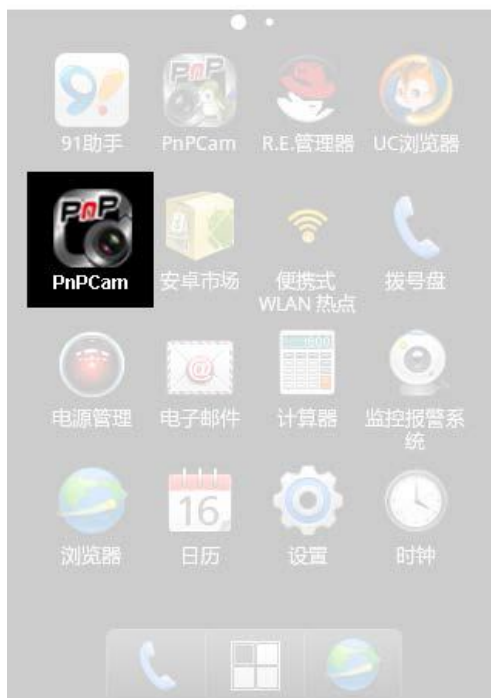 PnP
91助手
PnPCam
R.E.管理器
UC浏览器
PnP
PnPCam
安卓市场
便携式
WLAN 热点
拨号盘
电源管理
电子邮件
计算器
监控报警系
统
16
浏览器
日历
设置
时钟